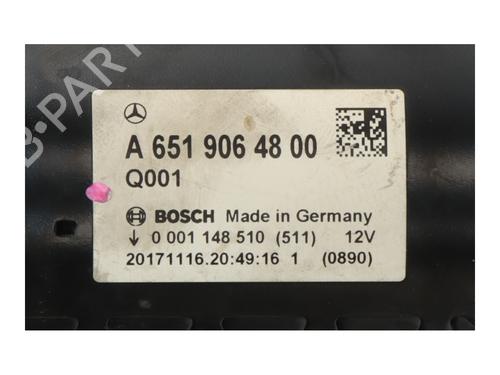 A 651 906 48 00
Q001
BOSCH Made in Germany
0 001 148 510 (511) 12V
20171116.20:49:16 1 (0890)
B-PARTS